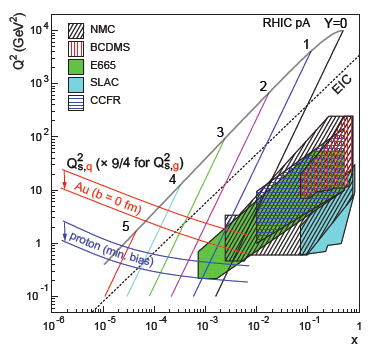 NMC
BCDMS
E665
SLAC
CCFR
RHIC pA Y=0
1
2
3
4
5
EIC
Q²s,q (× 9/4 for Q²s,g)
Au (b = 0 fm)
proton (min. bias)
Q² (GeV²)
10⁴
10³
10²
10
1
10⁻¹
10⁻⁶ 10⁻⁵ 10⁻⁴ 10⁻³ 10⁻² 10⁻¹ 1
x